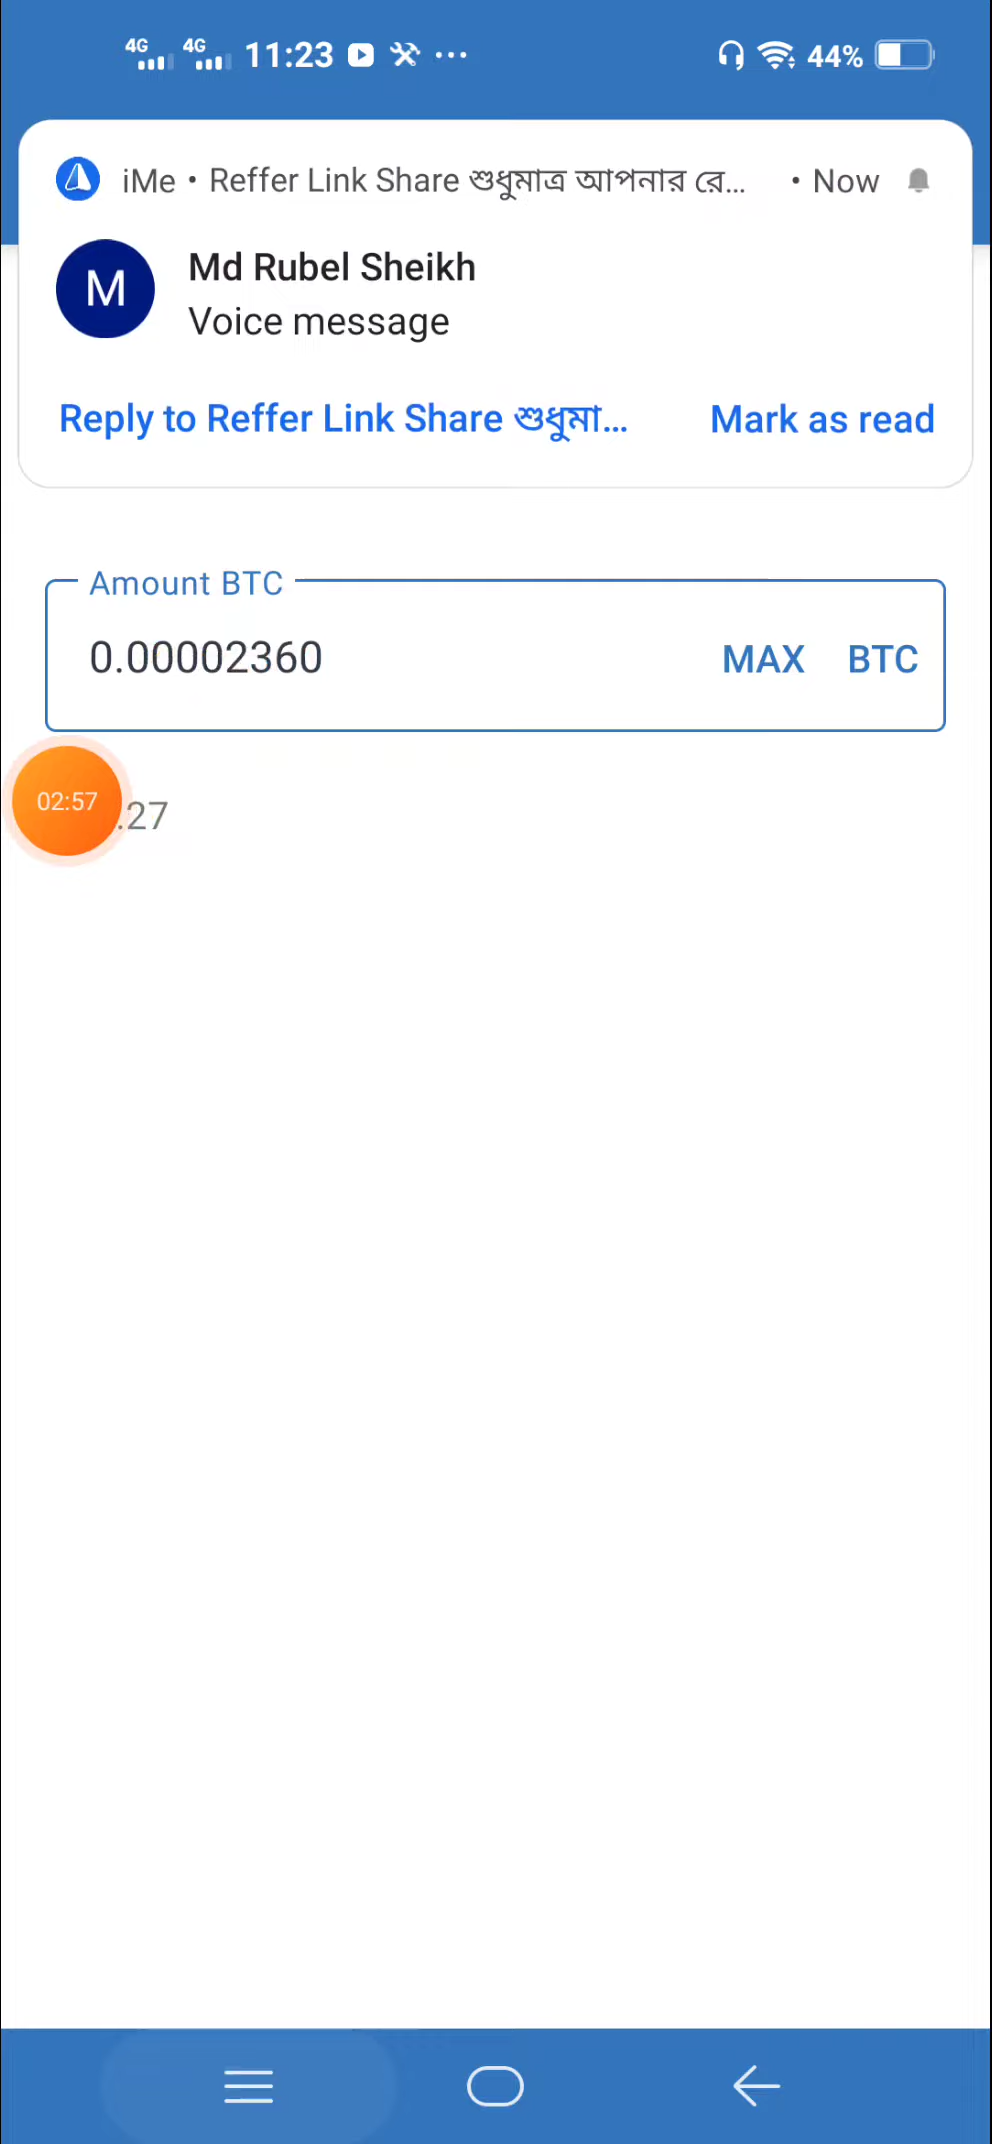 4G 4G 11:23 ... 44%
iMe • Reffer Link Share শুধুমাত্র আপনার রে... • Now
M
Md Rubel Sheikh
Voice message
Reply to Reffer Link Share শুধুমা... Mark as read
Amount BTC
0.00002360 MAX BTC
02:57
.27